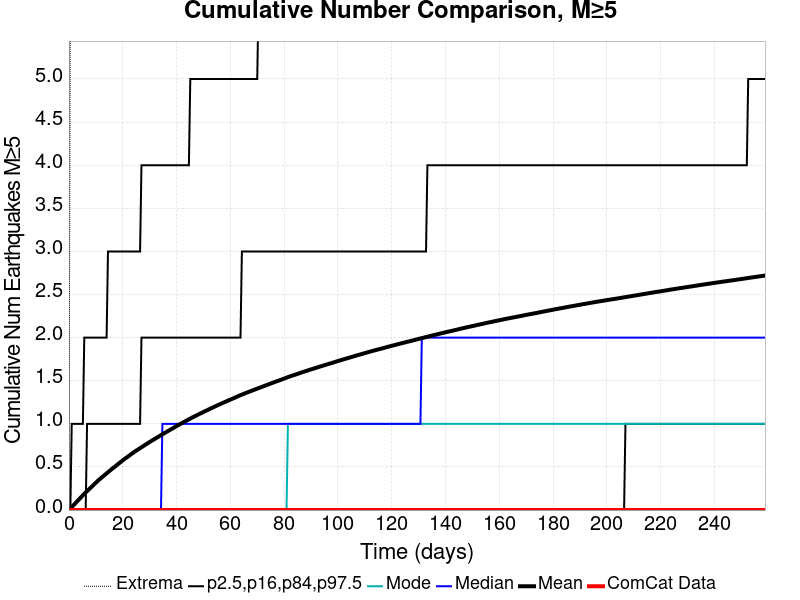 Cumulative Number Comparison, M≥5
Cumulative Num Earthquakes M≥5
5.0
4.5
4.0
3.5
3.0
2.5
2.0
1.5
1.0
0.5
0.0
0 20 40 60 80 100 120 140 160 180 200 220 240
Time (days)
Extrema p2.5,p16,p84,p97.5 Mode Median Mean ComCat Data